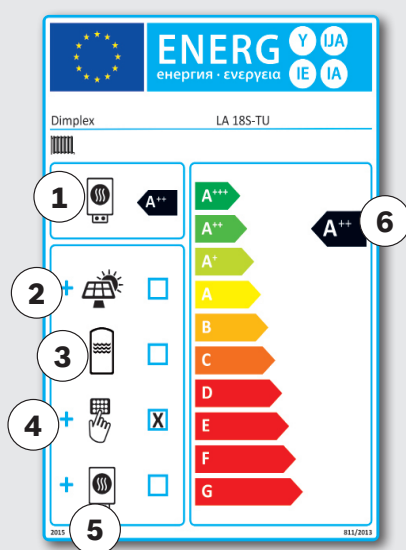 ENERG Y IJA
енергия · ενεργεια IE IA
Dimplex LA 18S-TU
1
A++
2 +
3
4 + X
+
5
A+++
A++
A+
A
B
C
D
E
F
G
A++ 6
2015 811/2013